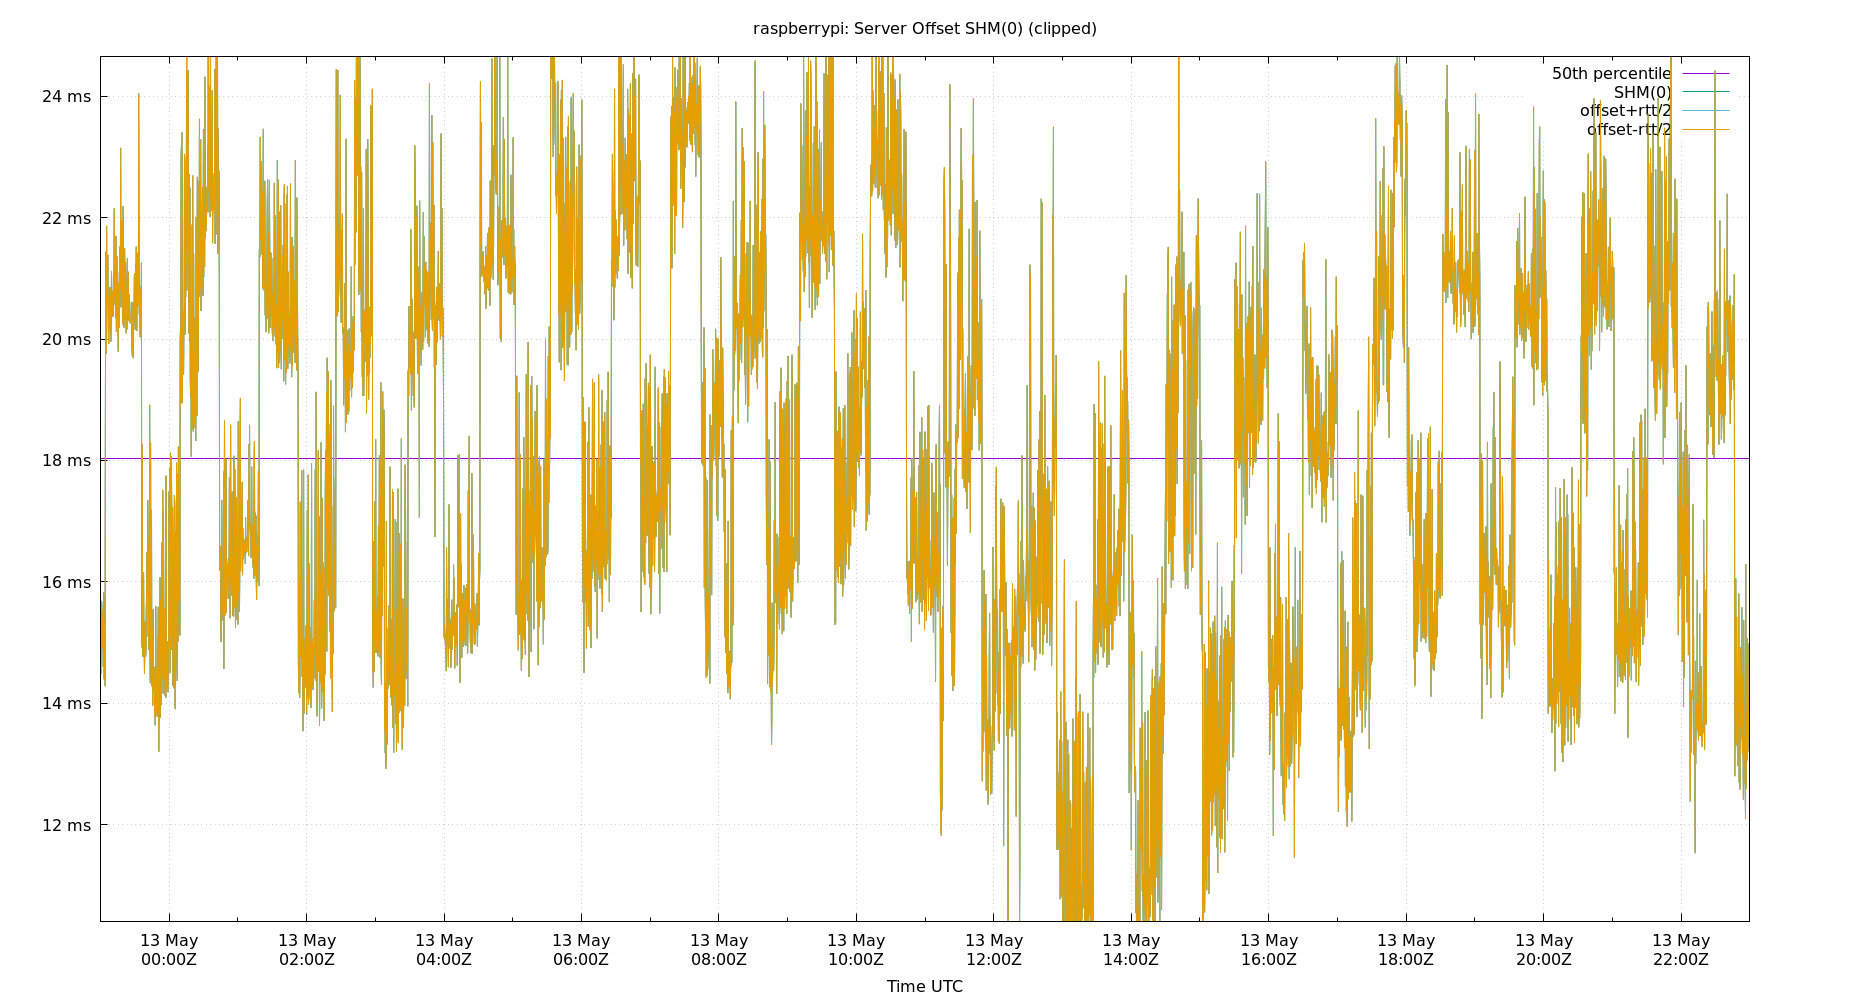 raspberrypi: Server Offset SHM(0) (clipped)
50th percentile
SHM(0)
offset+rtt/2
offset-rtt/2
24 ms
22 ms
20 ms
18 ms
16 ms
14 ms
12 ms
13 May 13 May 13 May 13 May 13 May 13 May 13 May 13 May 13 May 13 May 13 May 13 May
00:00Z 02:00Z 04:00Z 06:00Z 08:00Z 10:00Z 12:00Z 14:00Z 16:00Z 18:00Z 20:00Z 22:00Z
Time UTC